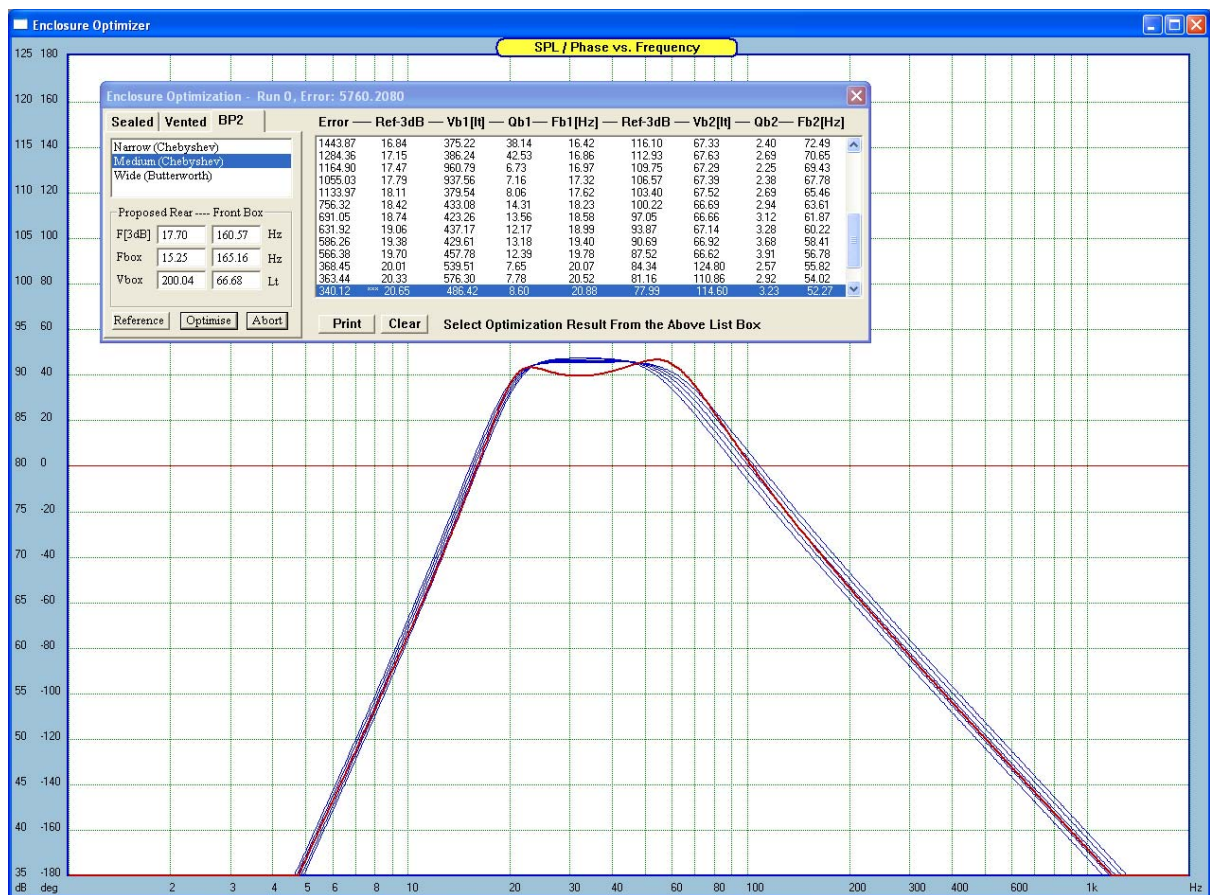 Enclosure Optimizer
SPL / Phase vs. Frequency
Enclosure Optimization - Run 0, Error: 5760.2080
Sealed Vented BP2
Narrow (Chebyshev)
Medium (Chebyshev)
Wide (Butterworth)
Proposed Rear ---- Front Box
F[3dB] 17.70 160.57 Hz
Fbox 15.25 165.16 Hz
Vbox 200.04 66.68 Lt
Reference Optimise Abort
Error — Ref-3dB — Vb1[lt] — Qb1 — Fb1[Hz] — Ref-3dB — Vb2[lt] — Qb2 — Fb2[Hz]
1443.87 16.84 375.22 38.14 16.42 116.10 67.33 2.40 72.49
1284.36 17.15 386.24 42.53 16.86 112.93 67.63 2.69 70.65
1164.90 17.47 960.79 6.73 16.97 109.75 67.29 2.25 69.43
1055.03 17.79 937.56 7.16 17.32 106.57 67.39 2.38 67.78
1133.97 18.11 379.54 8.06 17.62 103.40 67.52 2.69 65.46
756.32 18.42 433.08 14.31 18.23 100.22 66.69 2.94 63.61
691.05 18.74 423.26 13.56 18.58 97.05 66.66 3.12 61.87
631.92 19.06 437.17 12.17 18.99 93.87 67.14 3.28 60.22
586.26 19.38 429.61 13.18 19.40 90.69 66.92 3.68 58.41
566.38 19.70 457.78 12.39 19.78 87.52 66.62 3.91 56.78
368.45 20.01 539.51 7.65 20.07 84.34 124.80 2.57 55.82
363.44 20.33 576.30 7.78 20.52 81.16 110.86 2.92 54.02
340.12 *** 20.65 486.42 8.60 20.88 77.99 114.60 3.23 52.27
Print Clear Select Optimization Result From the Above List Box
125 180
120 160
115 140
110 120
105 100
100 80
95 60
90 40
85 20
80 0
75 -20
70 -40
65 -60
60 -80
55 -100
50 -120
45 -140
40 -160
35 -180
dB deg 2 3 4 5 6 8 10 20 30 40 60 80 100 200 300 400 600 1k Hz